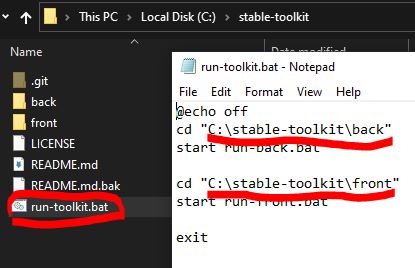 This PC > Local Disk (C:) > stable-toolkit
Name
.git
back
front
LICENSE
README.md
README.md.bak
run-toolkit.bat
run-toolkit.bat - Notepad
File Edit Format View Help
@echo off
cd "C:\stable-toolkit\back"
start run-back.bat
cd "C:\stable-toolkit\front"
start run-front.bat
exit